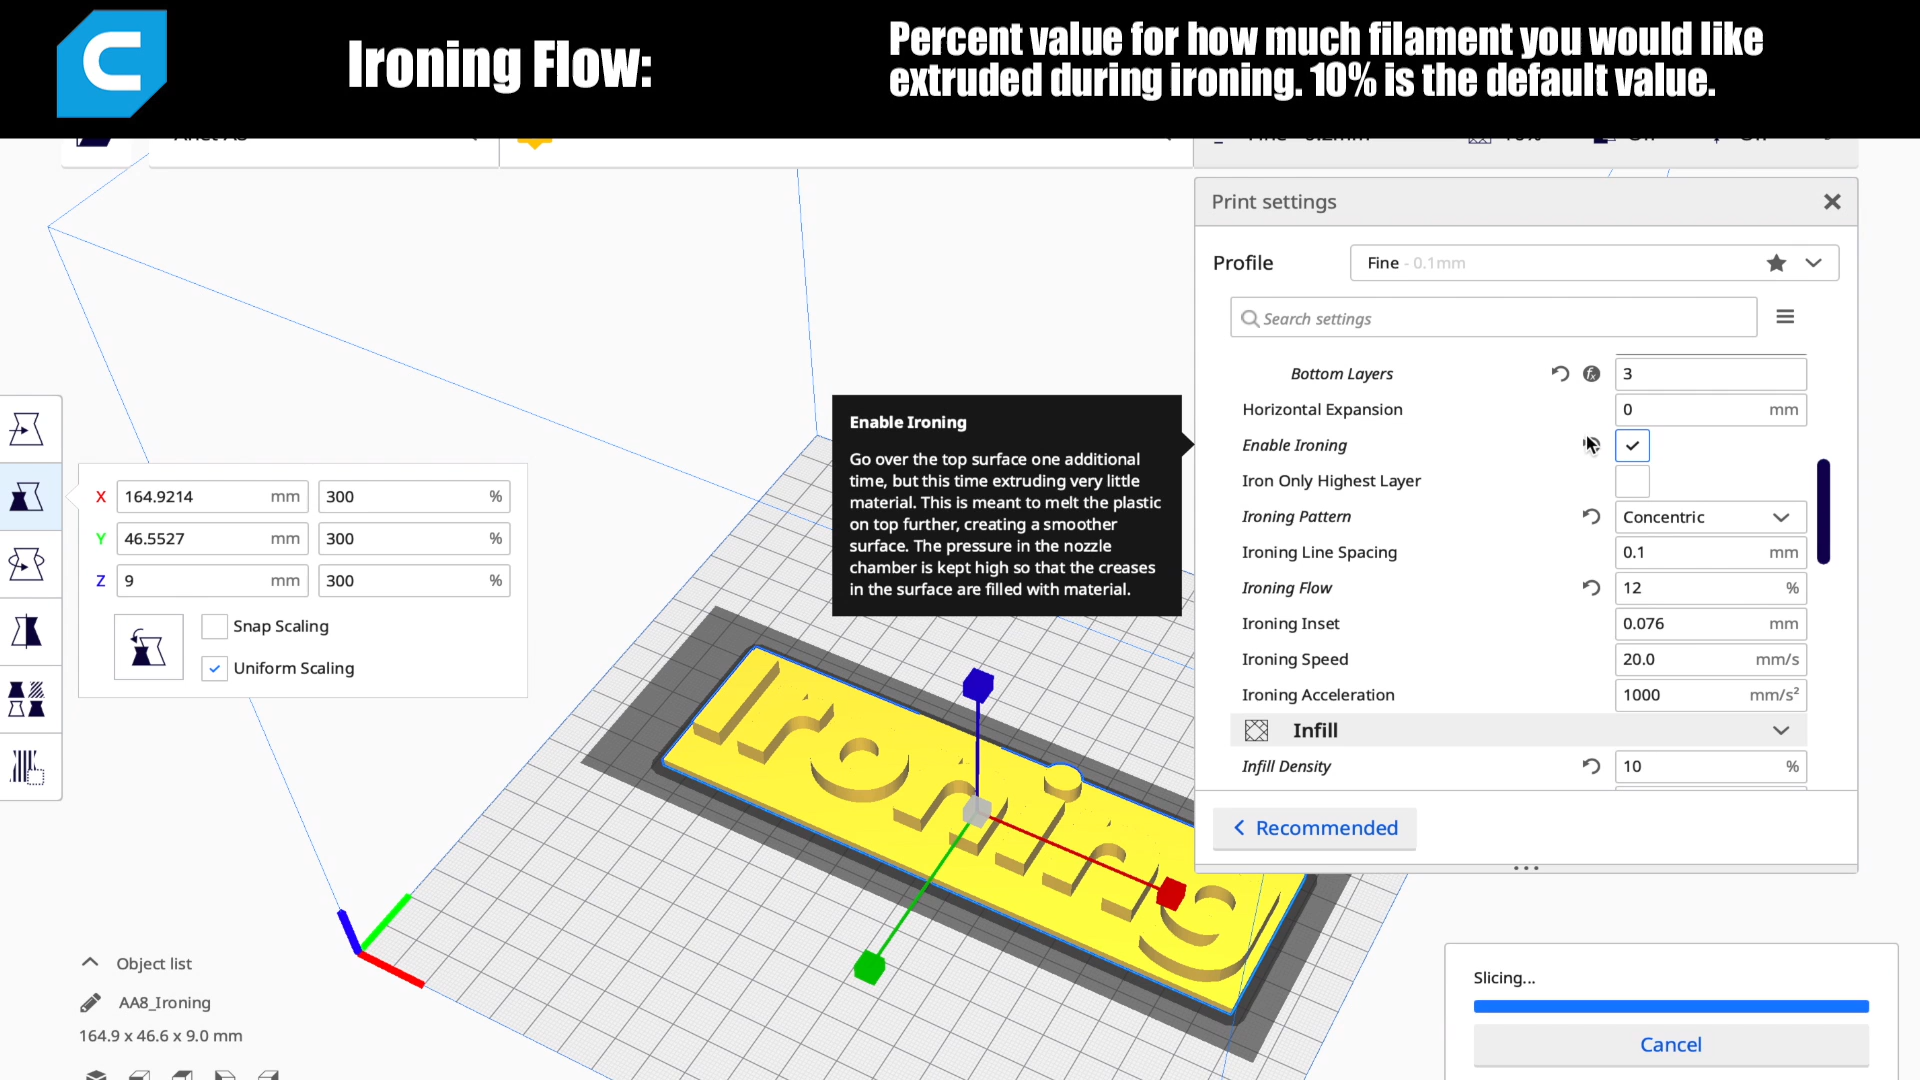 Ironing Flow:
Percent value for how much filament you would like
extruded during ironing. 10% is the default value.
Print settings
Profile
Fine - 0.1mm
Search settings
Bottom Layers
3
Horizontal Expansion
0 mm
Enable Ironing
Iron Only Highest Layer
Ironing Pattern
Concentric
Ironing Line Spacing
0.1 mm
Ironing Flow
12 %
Ironing Inset
0.076 mm
Ironing Speed
20.0 mm/s
Ironing Acceleration
1000 mm/s²
Infill
Infill Density
10 %
Recommended
Enable Ironing
Go over the top surface one additional
time, but this time extruding very little
material. This is meant to melt the plastic
on top further, creating a smoother
surface. The pressure in the nozzle
chamber is kept high so that the creases
in the surface are filled with material.
X 164.9214 mm 300 %
Y 46.5527 mm 300 %
Z 9 mm 300 %
Snap Scaling
Uniform Scaling
Ironing
Object list
AA8_Ironing
164.9 x 46.6 x 9.0 mm
Slicing...
Cancel